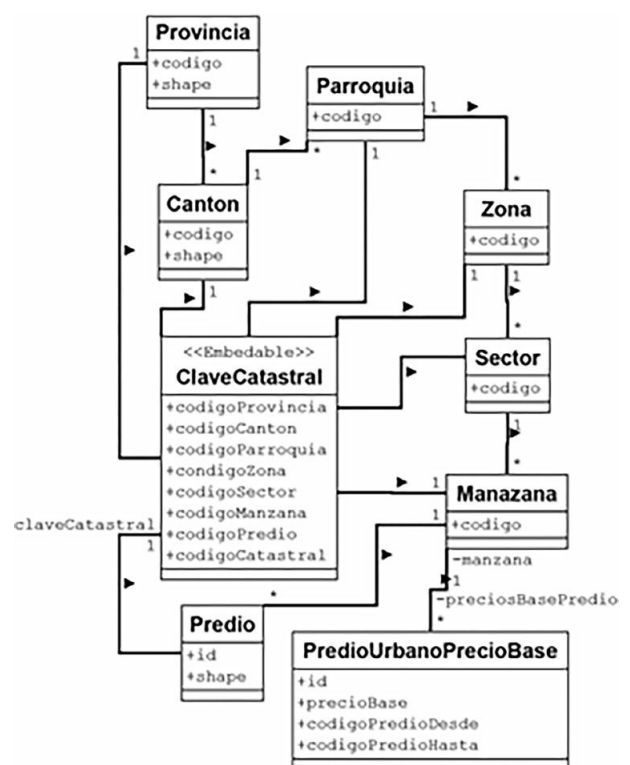 Provincia
+codigo
+shape
1
1
*
Parroquia
+codigo
1
1
*
1
Canton
+codigo
+shape
1
*
Zona
+codigo
1
1
*
<<Embedable>>
ClaveCatastral
+codigoProvincia
+codigoCanton
+codigoParroquia
+condigoZona
+codigoSector
+codigoManzana
+codigoPredio
+codigoCatastral
Sector
+codigo
1
*
1
1
Manazana
+codigo
claveCatastral
1
-manzana
1
-preciosBasePredio
*
*
Predio
+id
+shape
PredioUrbanoPrecioBase
+id
+precioBase
+codigoPredioDesde
+codigoPredioHasta